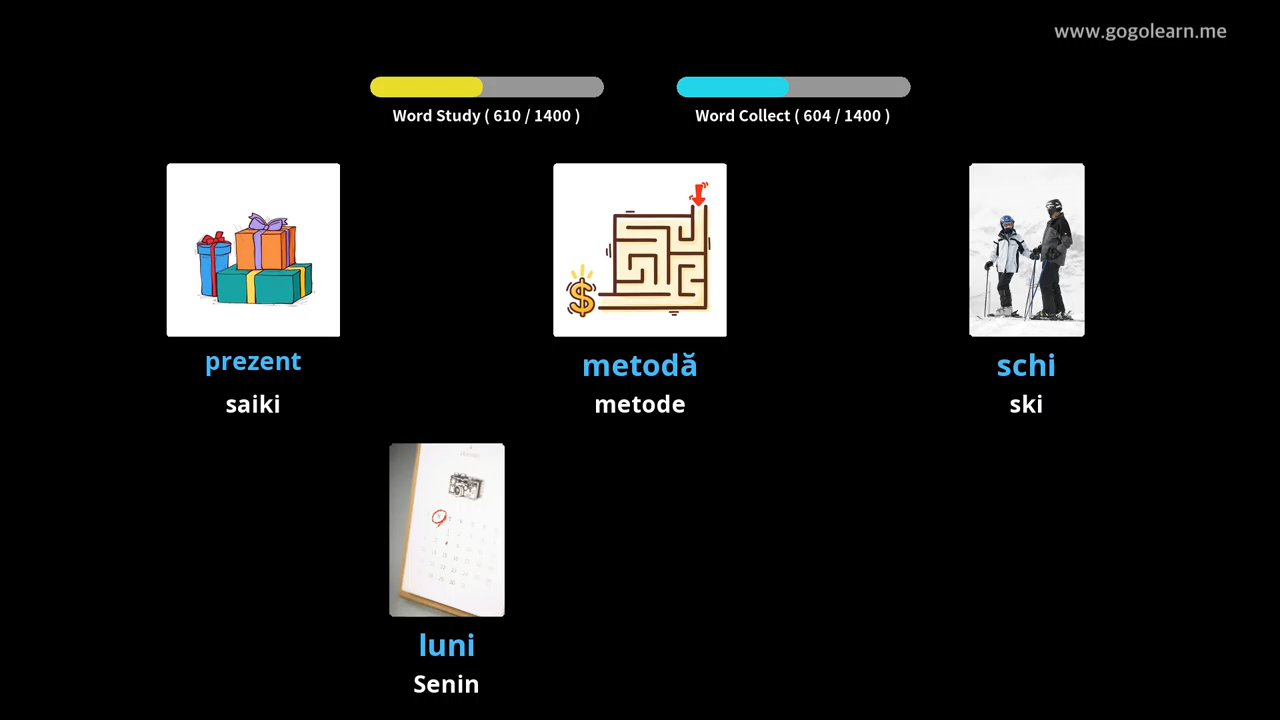 www.gogolearn.me
Word Study ( 610 / 1400 )
Word Collect ( 604 / 1400 )
prezent
metodă
schi
saiki
metode
ski
luni
Senin